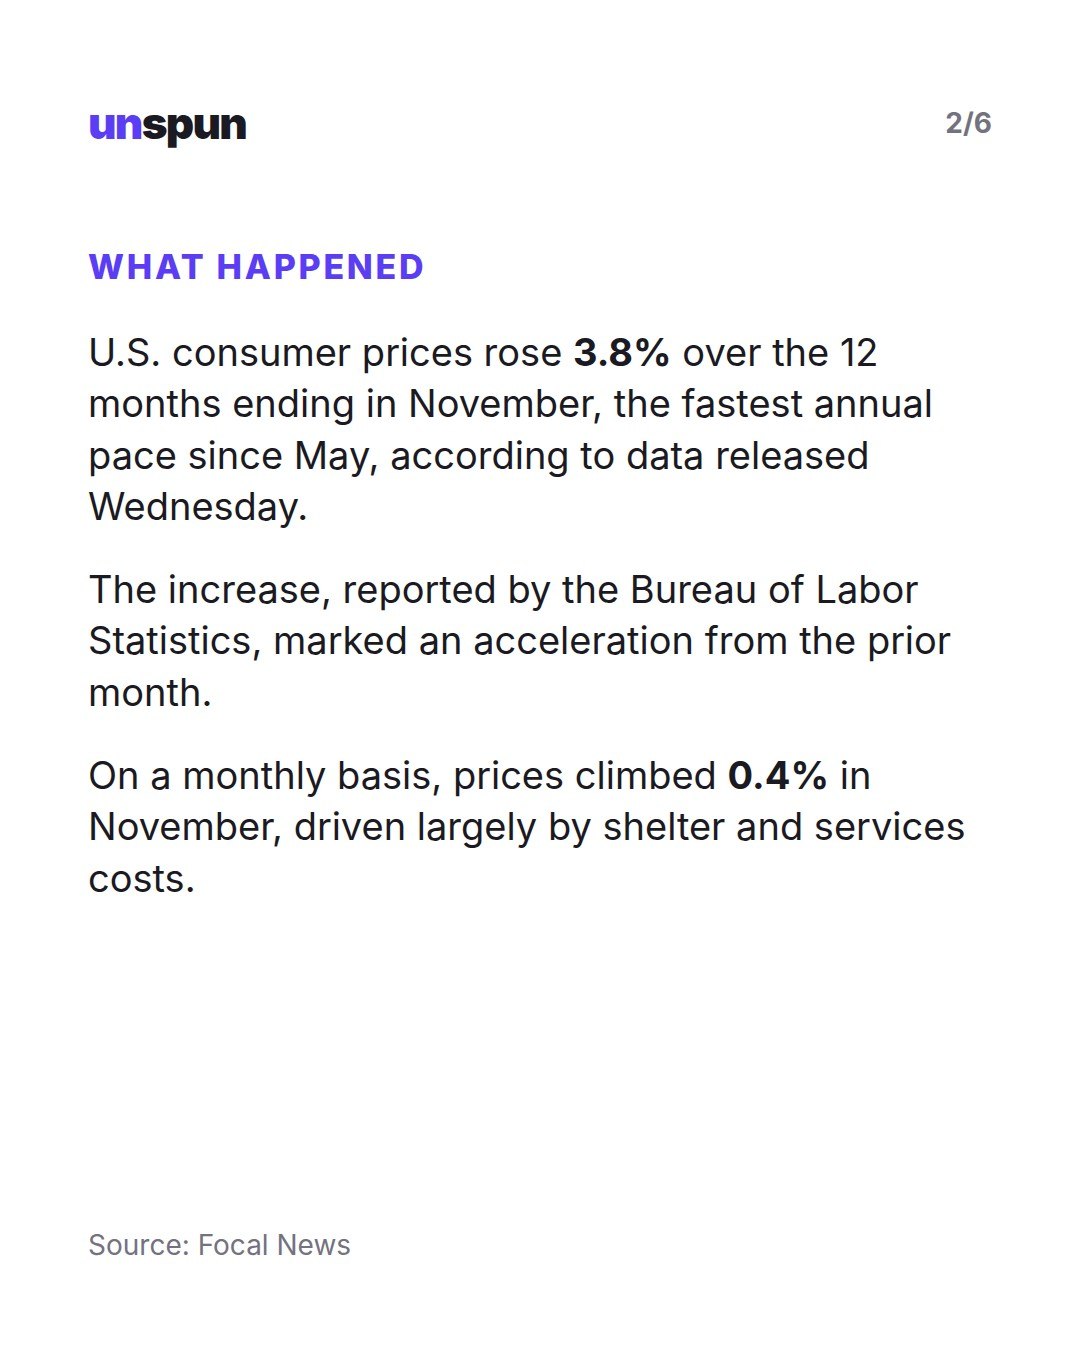 unspun
2/6
WHAT HAPPENED
U.S. consumer prices rose 3.8% over the 12
months ending in November, the fastest annual
pace since May, according to data released
Wednesday.
The increase, reported by the Bureau of Labor
Statistics, marked an acceleration from the prior
month.
On a monthly basis, prices climbed 0.4% in
November, driven largely by shelter and services
costs.
Source: Focal News